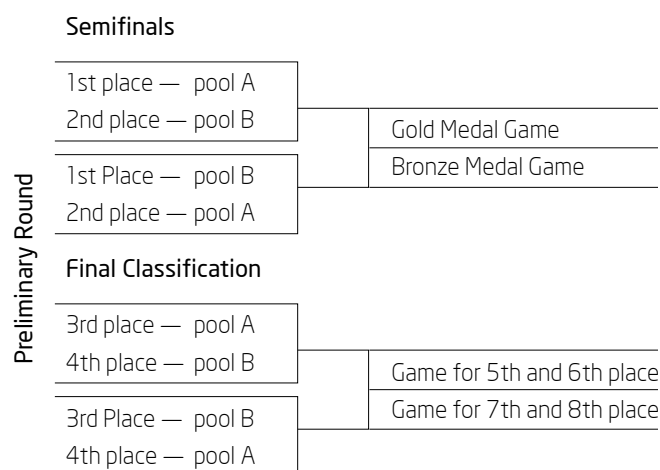 Semifinals
1st place — pool A
2nd place — pool B
Gold Medal Game
Bronze Medal Game
1st Place — pool B
2nd place — pool A
Preliminary Round
Final Classification
3rd place — pool A
4th place — pool B
Game for 5th and 6th place
Game for 7th and 8th place
3rd Place — pool B
4th place — pool A